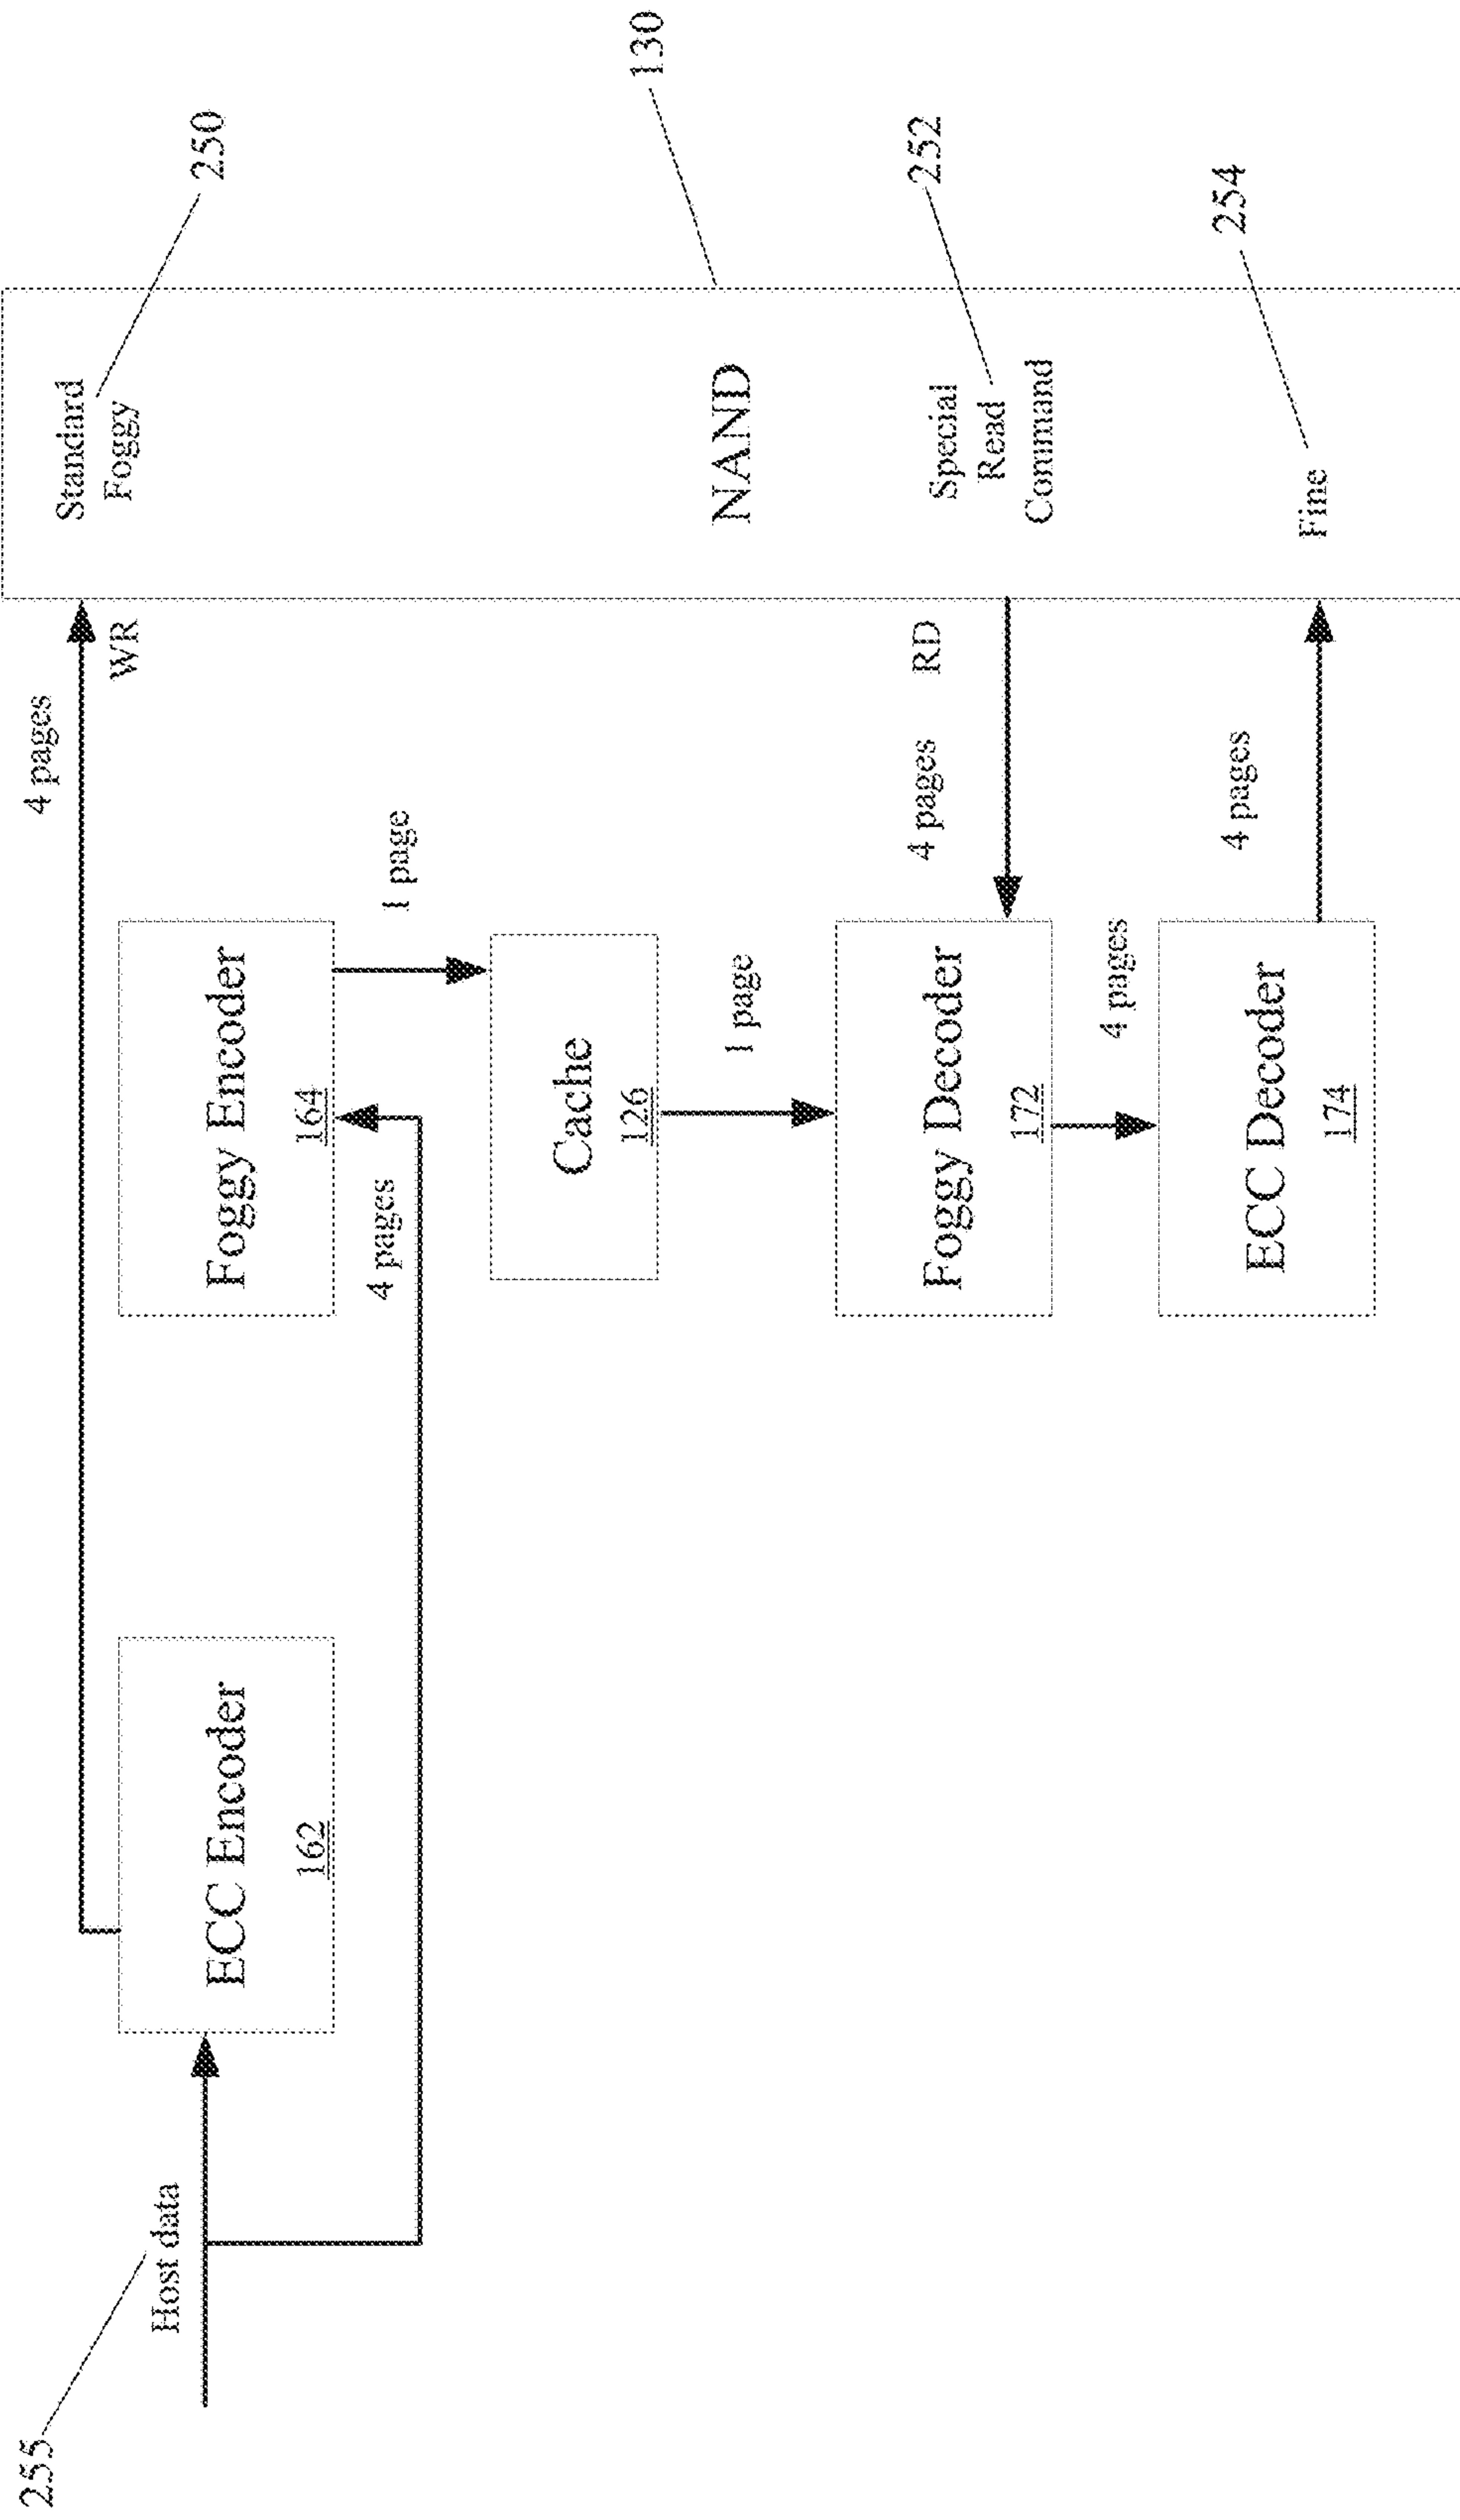 255
Host data
ECC Encoder
162
4 pages
4 pages
Foggy Encoder
164
1 page
Cache
126
1 page
Foggy Decoder
172
4 pages
ECC Decoder
174
WR
4 pages
RD
4 pages
Standard
Foggy
250
NAND
130
Special
Read
Command
252
Fine
254